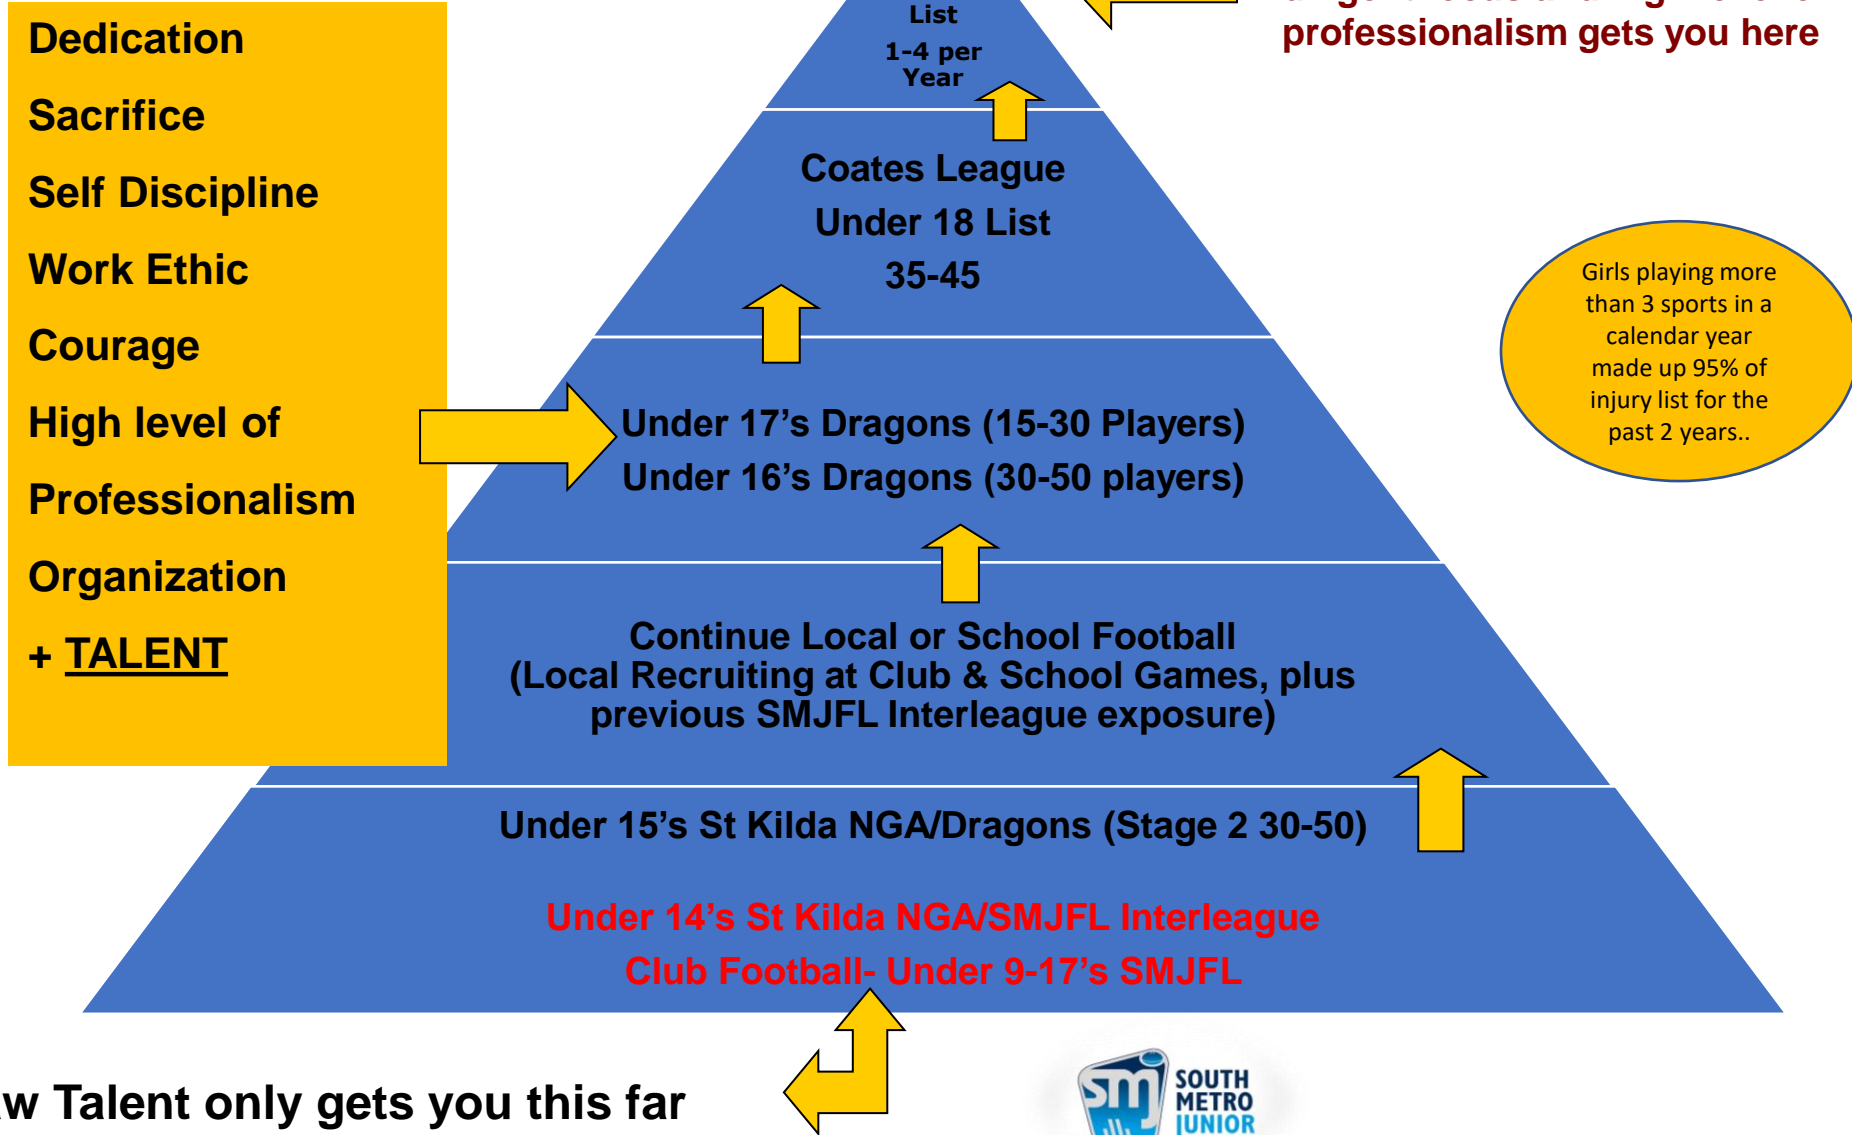 Dedication
Sacrifice
Self Discipline
Work Ethic
Courage
High level of
Professionalism
Organization
+ TALENT
List
1-4 per
Year
professionalism gets you here
Coates League
Under 18 List
35-45
Girls playing more
than 3 sports in a
calendar year
made up 95% of
injury list for the
past 2 years..
Under 17’s Dragons (15-30 Players)
Under 16’s Dragons (30-50 players)
Continue Local or School Football
(Local Recruiting at Club & School Games, plus
previous SMJFL Interleague exposure)
Under 15’s St Kilda NGA/Dragons (Stage 2 30-50)
Under 14’s St Kilda NGA/SMJFL Interleague
Club Football- Under 9-17’s SMJFL
Talent only gets you this far
smj
SOUTH
METRO
JUNIOR